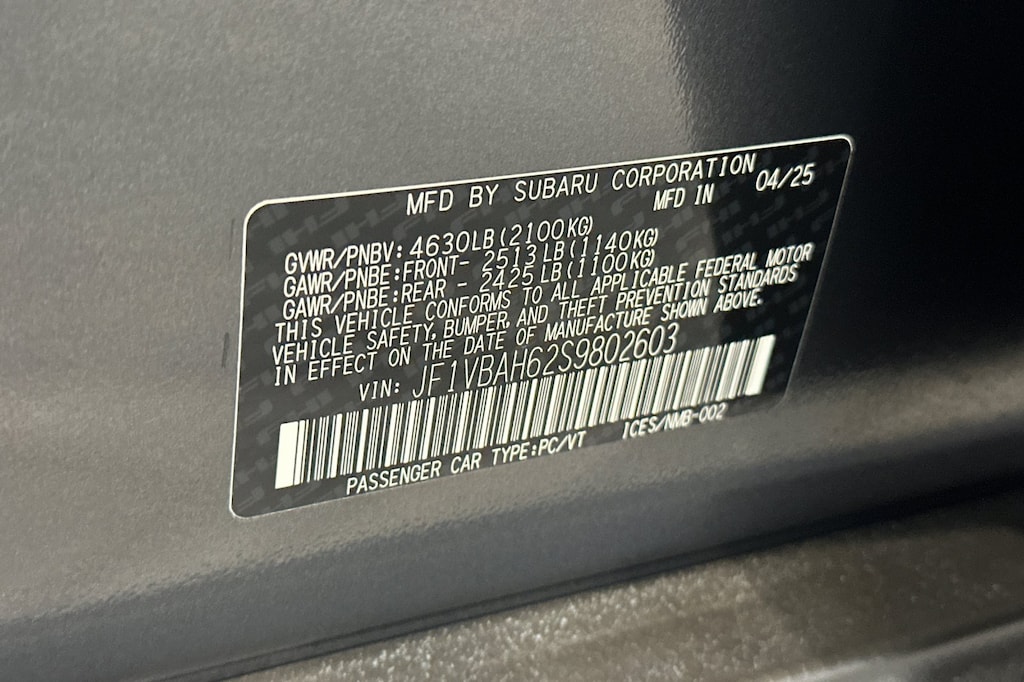 MFD BY SUBARU CORPORATION
MFD IN 04/25
GVWR/PNBV: 4630LB(2100KG)
GAWR/PNBE:FRONT- 2513LB(1140KG)
GAWR/PNBE:REAR - 2425LB(1100KG)
THIS VEHICLE CONFORMS TO ALL APPLICABLE FEDERAL MOTOR
VEHICLE SAFETY, BUMPER, AND THEFT PREVENTION STANDARDS
IN EFFECT ON THE DATE OF MANUFACTURE SHOWN ABOVE.
VIN: JF1VBAH62S9802603
PASSENGER CAR TYPE:PC/VT ICES/NMB-002